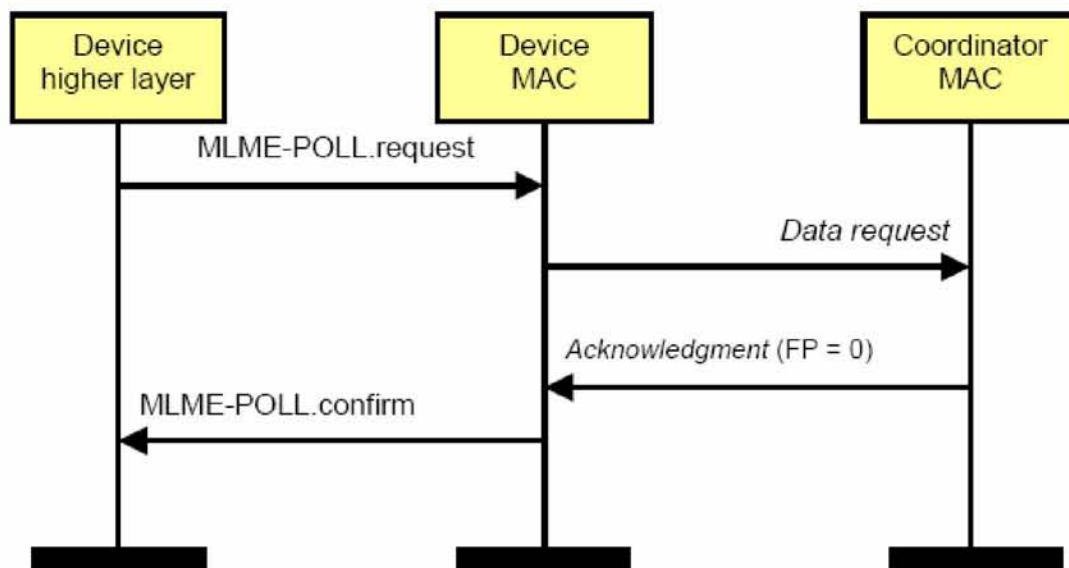 Device
higher layer
Device
MAC
Coordinator
MAC
MLME-POLL.request
Data request
Acknowledgment (FP = 0)
MLME-POLL.confirm